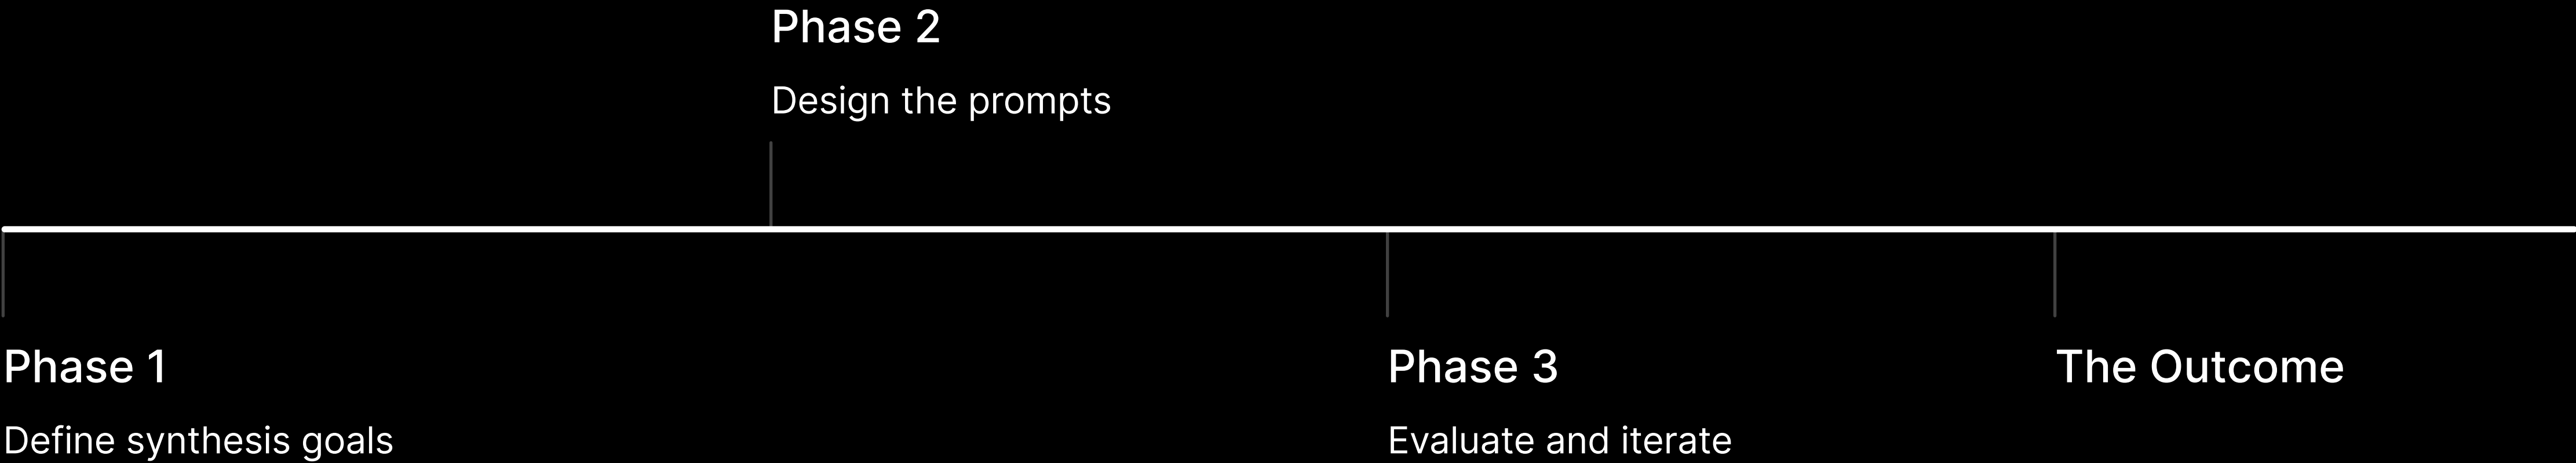 Phase 2
Design the prompts
Phase 1
Define synthesis goals
Phase 3
Evaluate and iterate
The Outcome